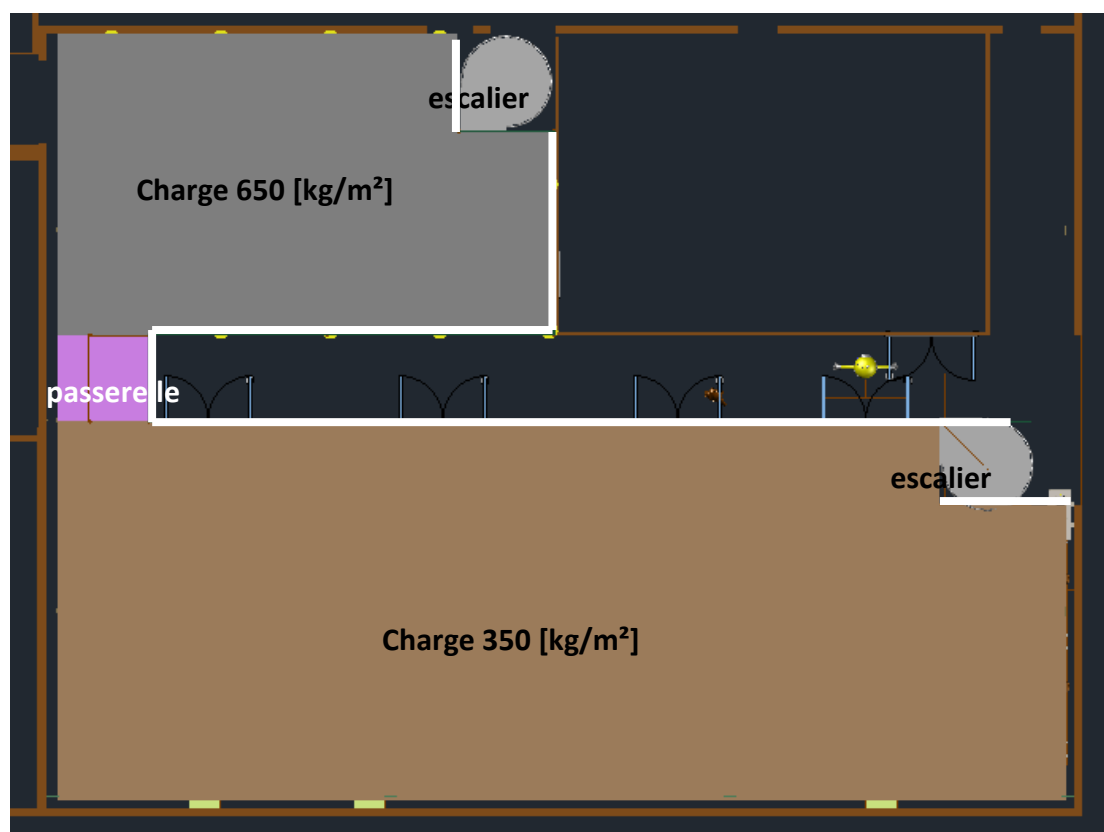 escalier
Charge 650 [kg/m²]
passerelle
escalier
Charge 350 [kg/m²]